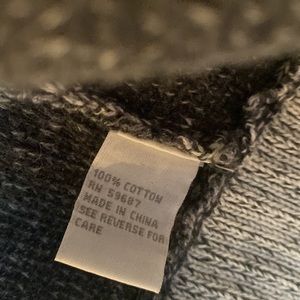 100% COTTON
RN 59687
MADE IN CHINA
SEE REVERSE FOR
CARE